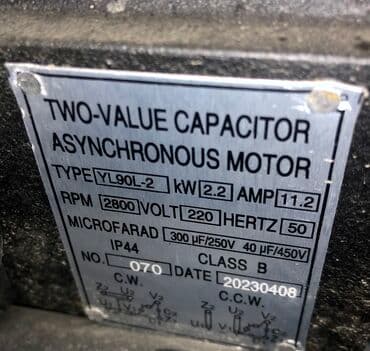 TWO-VALUE CAPACITOR
ASYNCHRONOUS MOTOR
TYPE YL90L-2 kW 2.2 AMP 11.2
RPM 2800 VOLT 220 HERTZ 50
MICROFARAD 300 µF/250V 40 µF/450V
IP44 CLASS B
NO. 070 DATE 20230408
C.W. C.C.W.